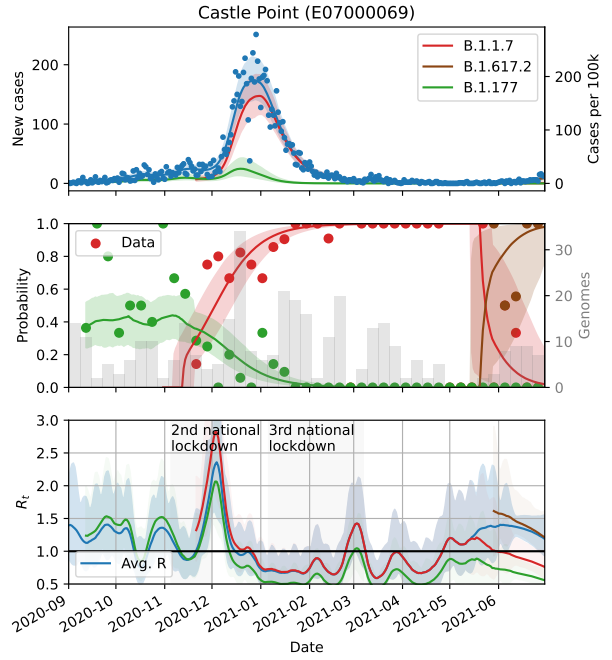 Castle Point (E07000069)
New cases
200
100
0
B.1.1.7
B.1.617.2
B.1.177
200
100
0
Cases per 100k
Probability
1.0
0.8
0.6
0.4
0.2
0.0
Data
30
20
10
0
Genomes
Rt
3.0
2.5
2.0
1.5
1.0
0.5
2nd national
lockdown
3rd national
lockdown
Avg. R
2020-09
2020-10
2020-11
2020-12
2021-01
2021-02
2021-03
2021-04
2021-05
2021-06
Date